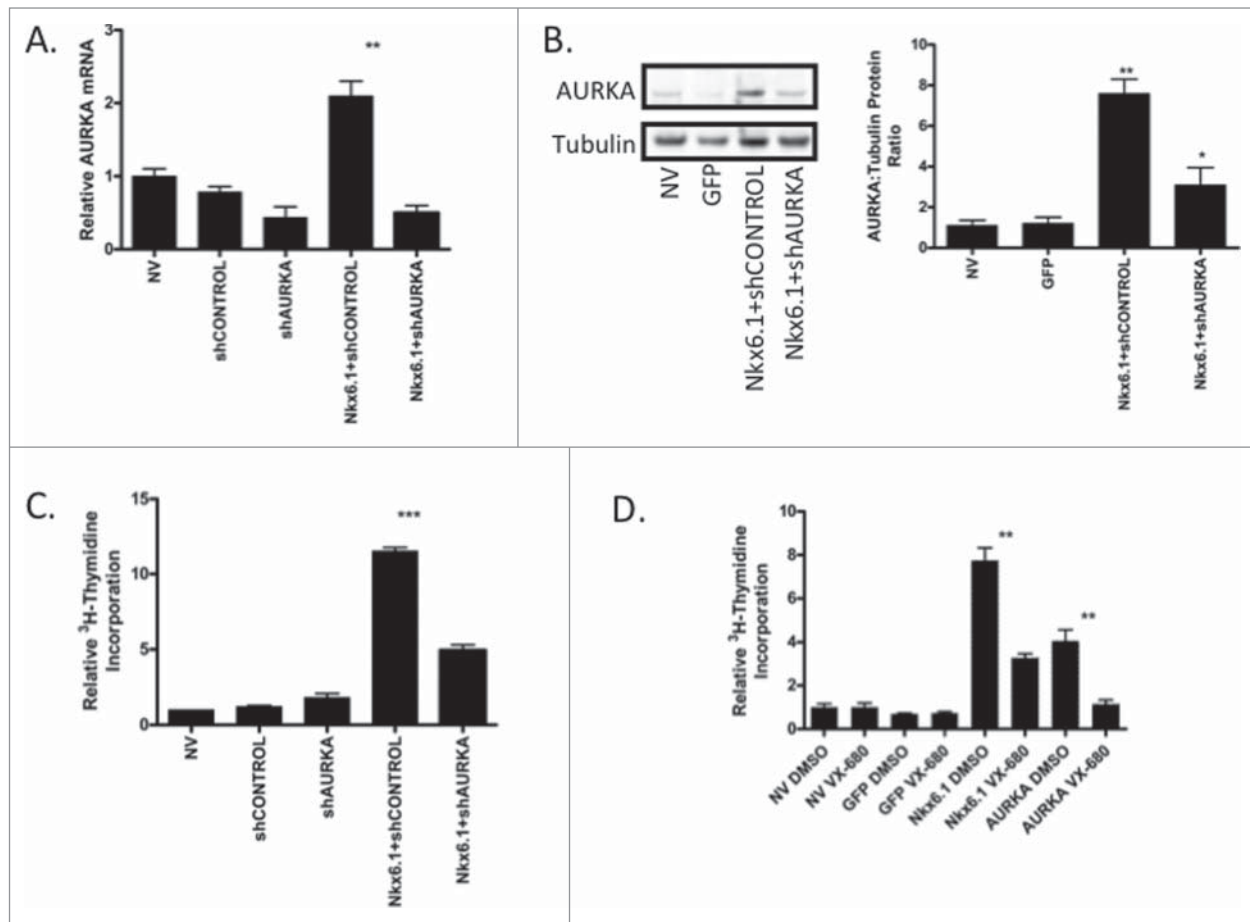 A.
Relative AURKA mRNA
3
2
1
0
**
NV
shCONTROL
shAURKA
Nkx6.1+shCONTROL
Nkx6.1+shAURKA
B.
AURKA
Tubulin
NV
GFP
Nkx6.1+shCONTROL
Nkx6.1+shAURKA
AURKA:Tubulin Protein
Ratio
10
8
6
4
2
0
**
*
NV
GFP
Nkx6.1+shCONTROL
Nkx6.1+shAURKA
C.
Relative ³H-Thymidine
Incorporation
15
10
5
0
***
NV
shCONTROL
shAURKA
Nkx6.1+shCONTROL
Nkx6.1+shAURKA
D.
Relative ³H-Thymidine
Incorporation
10
8
6
4
2
0
**
**
NV DMSO
NV VX-680
GFP DMSO
GFP VX-680
Nkx6.1 DMSO
Nkx6.1 VX-680
AURKA DMSO
AURKA VX-680